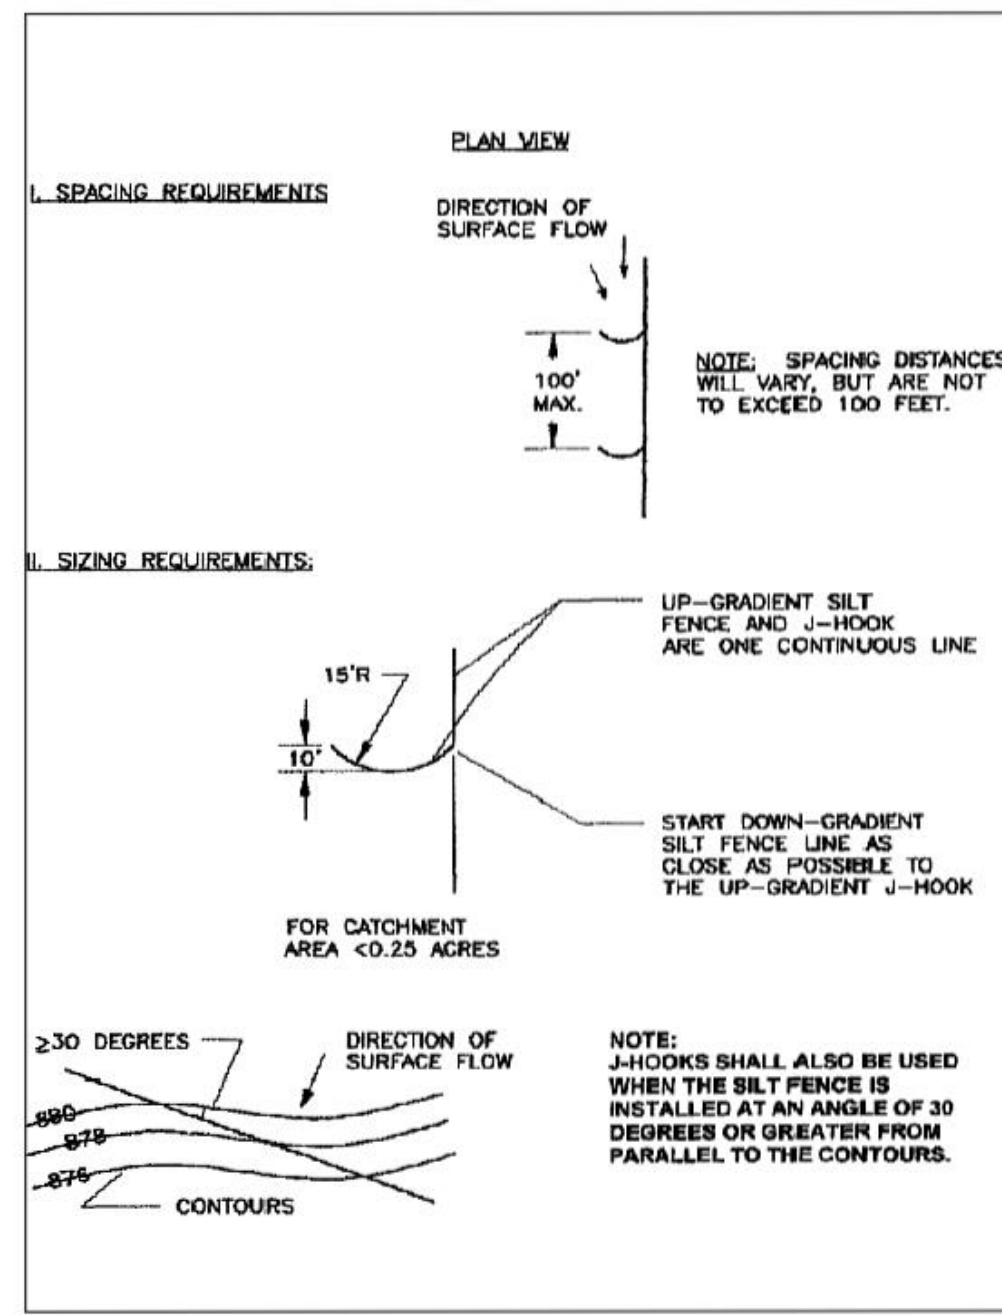 PLAN VIEW
I. SPACING REQUIREMENTS
DIRECTION OF
SURFACE FLOW
100'
MAX.
NOTE: SPACING DISTANCES
WILL VARY, BUT ARE NOT
TO EXCEED 100 FEET.
II. SIZING REQUIREMENTS:
UP-GRADIENT SILT
FENCE AND J-HOOK
ARE ONE CONTINUOUS LINE
15'R
10'
START DOWN-GRADIENT
SILT FENCE LINE AS
CLOSE AS POSSIBLE TO
THE UP-GRADIENT J-HOOK
FOR CATCHMENT
AREA <0.25 ACRES
≥30 DEGREES
DIRECTION OF
SURFACE FLOW
880
878
876
CONTOURS
NOTE:
J-HOOKS SHALL ALSO BE USED
WHEN THE SILT FENCE IS
INSTALLED AT AN ANGLE OF 30
DEGREES OR GREATER FROM
PARALLEL TO THE CONTOURS.